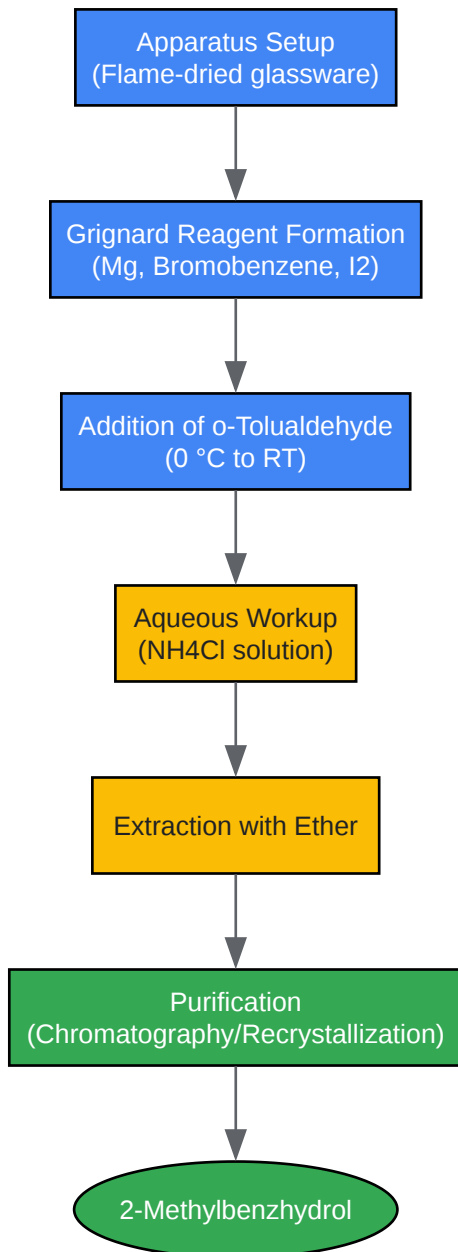 Apparatus Setup
(Flame-dried glassware)
Grignard Reagent Formation
(Mg, Bromobenzene, I2)
Addition of o-Tolualdehyde
(0 °C to RT)
Aqueous Workup
(NH4Cl solution)
Extraction with Ether
Purification
(Chromatography/Recrystallization)
2-Methylbenzhydrol